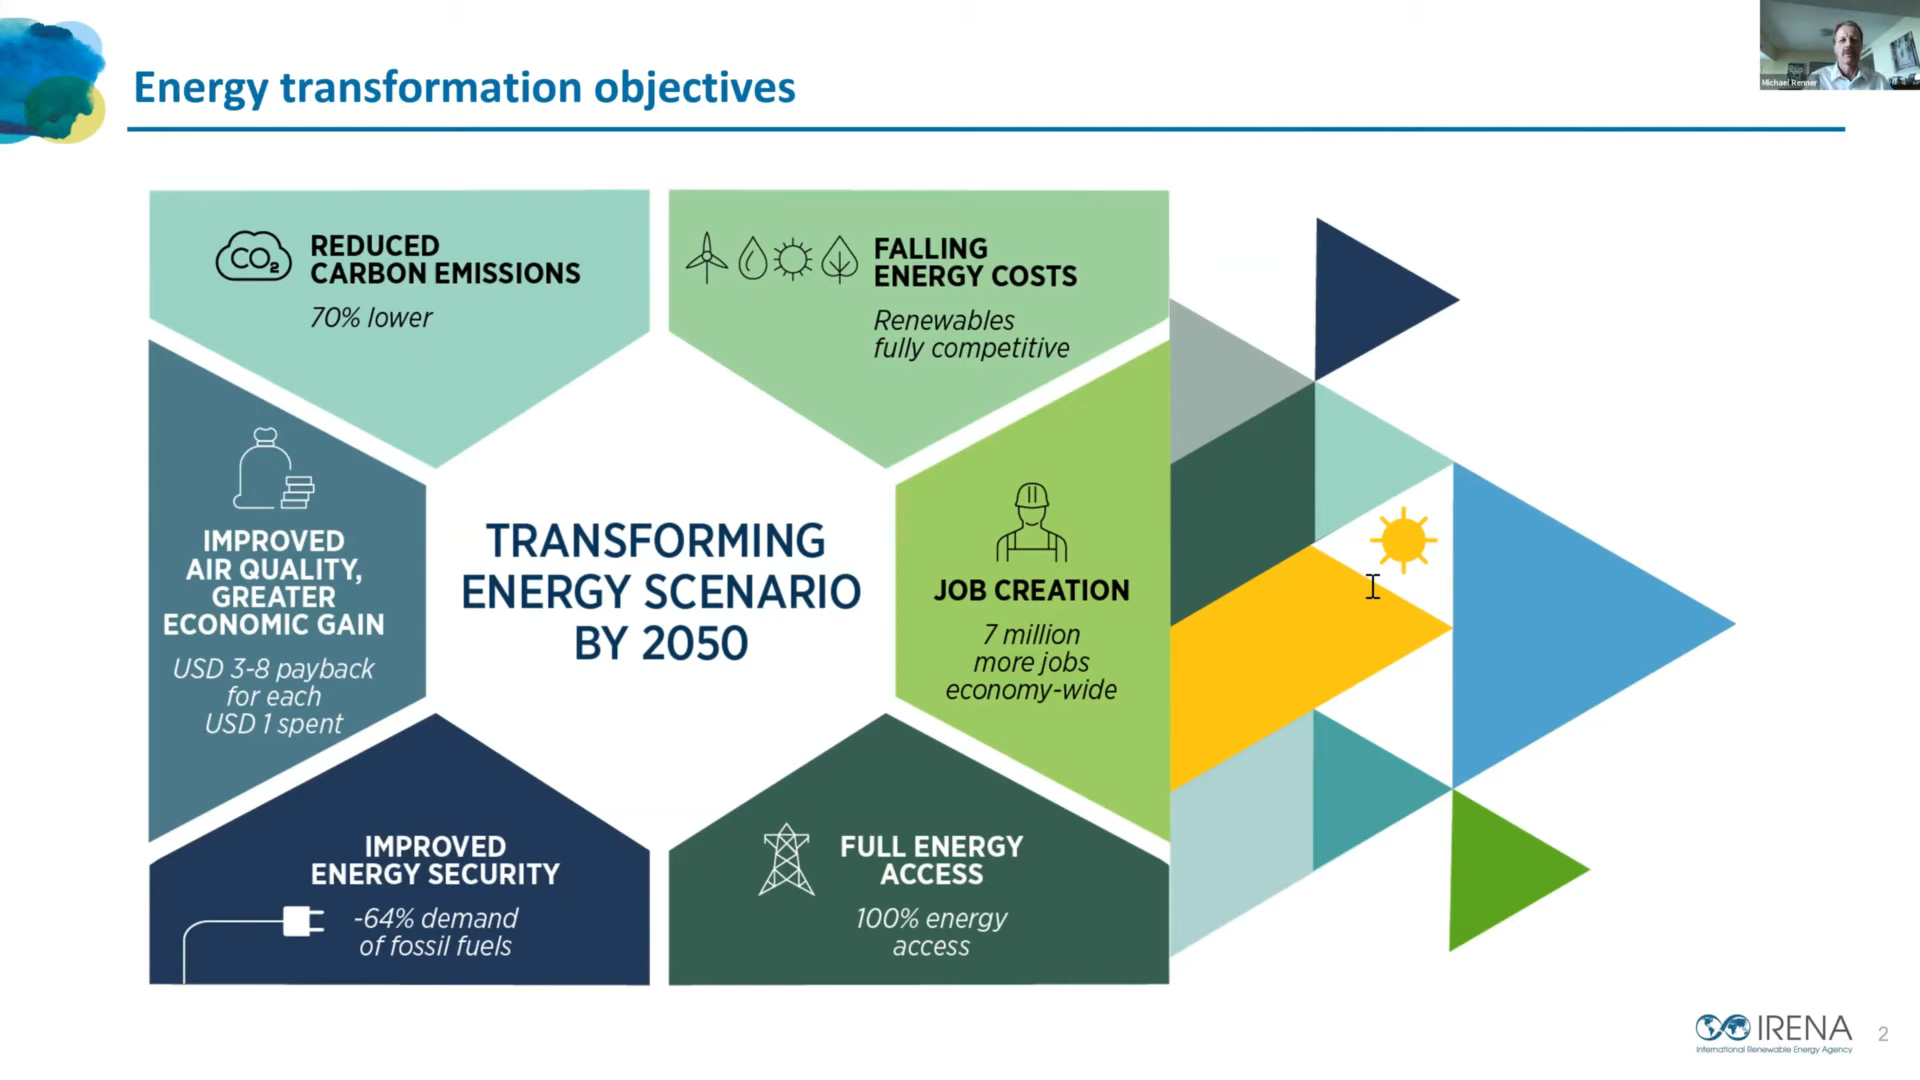 Energy transformation objectives
Michael Renner
CO2
REDUCED
CARBON EMISSIONS
70% lower
FALLING
ENERGY COSTS
Renewables
fully competitive
IMPROVED
AIR QUALITY,
GREATER
ECONOMIC GAIN
USD 3-8 payback
for each
USD 1 spent
TRANSFORMING
ENERGY SCENARIO
BY 2050
JOB CREATION
7 million
more jobs
economy-wide
IMPROVED
ENERGY SECURITY
-64% demand
of fossil fuels
FULL ENERGY
ACCESS
100% energy
access
IRENA
International Renewable Energy Agency
2